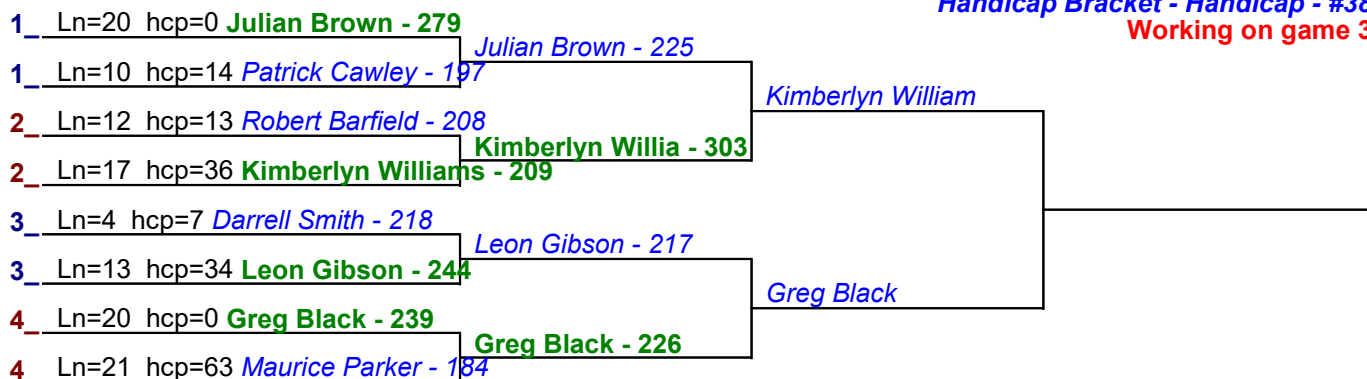 Handicap Bracket - Handicap - #38
Working on game 3
1_ Ln=20 hcp=0 Julian Brown - 279
Julian Brown - 225
1_ Ln=10 hcp=14 Patrick Cawley - 197
Kimberlyn William
2_ Ln=12 hcp=13 Robert Barfield - 208
Kimberlyn Willia - 303
2_ Ln=17 hcp=36 Kimberlyn Williams - 209
3_ Ln=4 hcp=7 Darrell Smith - 218
Leon Gibson - 217
3_ Ln=13 hcp=34 Leon Gibson - 244
Greg Black
4_ Ln=20 hcp=0 Greg Black - 239
Greg Black - 226
4 Ln=21 hcp=63 Maurice Parker - 184